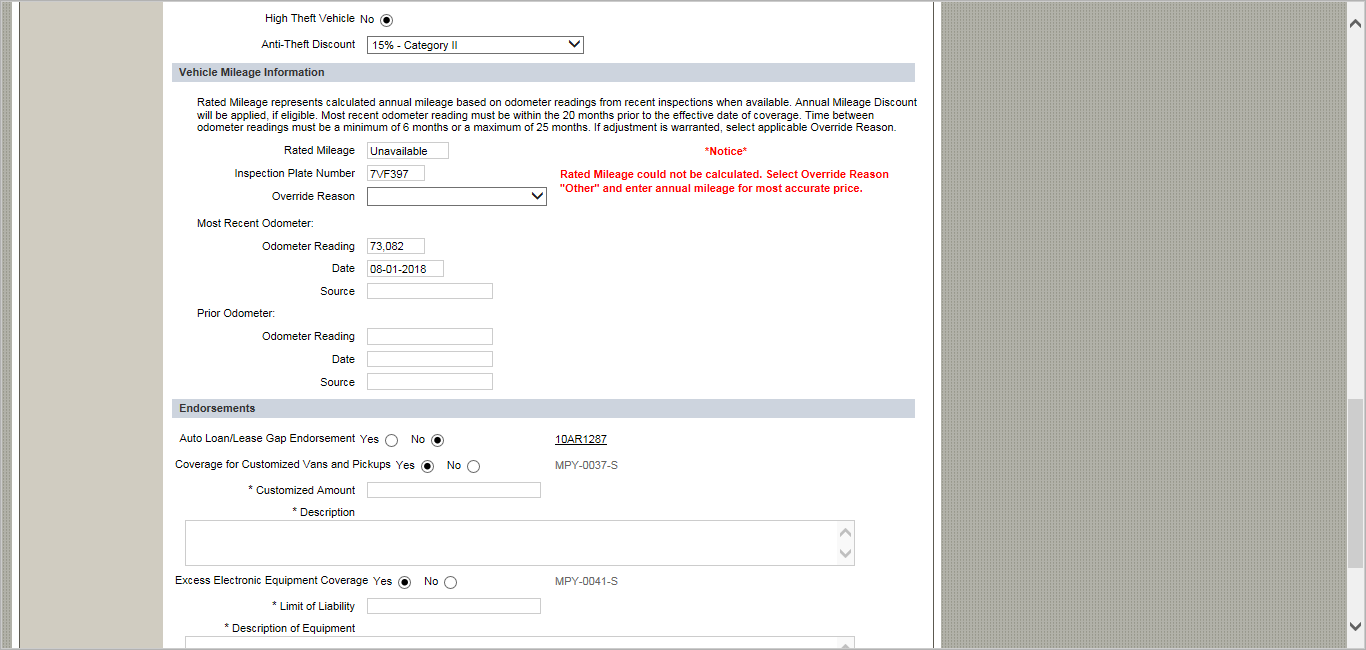 High Theft Vehicle No
Anti-Theft Discount 15% - Category II
Vehicle Mileage Information
Rated Mileage represents calculated annual mileage based on odometer readings from recent inspections when available. Annual Mileage Discount
will be applied, if eligible. Most recent odometer reading must be within the 20 months prior to the effective date of coverage. Time between
odometer readings must be a minimum of 6 months or a maximum of 25 months. If adjustment is warranted, select applicable Override Reason.
Rated Mileage Unavailable *Notice*
Inspection Plate Number 7VF397 Rated Mileage could not be calculated. Select Override Reason
"Other" and enter annual mileage for most accurate price.
Override Reason
Most Recent Odometer:
Odometer Reading 73,082
Date 08-01-2018
Source
Prior Odometer:
Odometer Reading
Date
Source
Endorsements
Auto Loan/Lease Gap Endorsement Yes No 10AR1287
Coverage for Customized Vans and Pickups Yes No MPY-0037-S
* Customized Amount
* Description
Excess Electronic Equipment Coverage Yes No MPY-0041-S
* Limit of Liability
* Description of Equipment